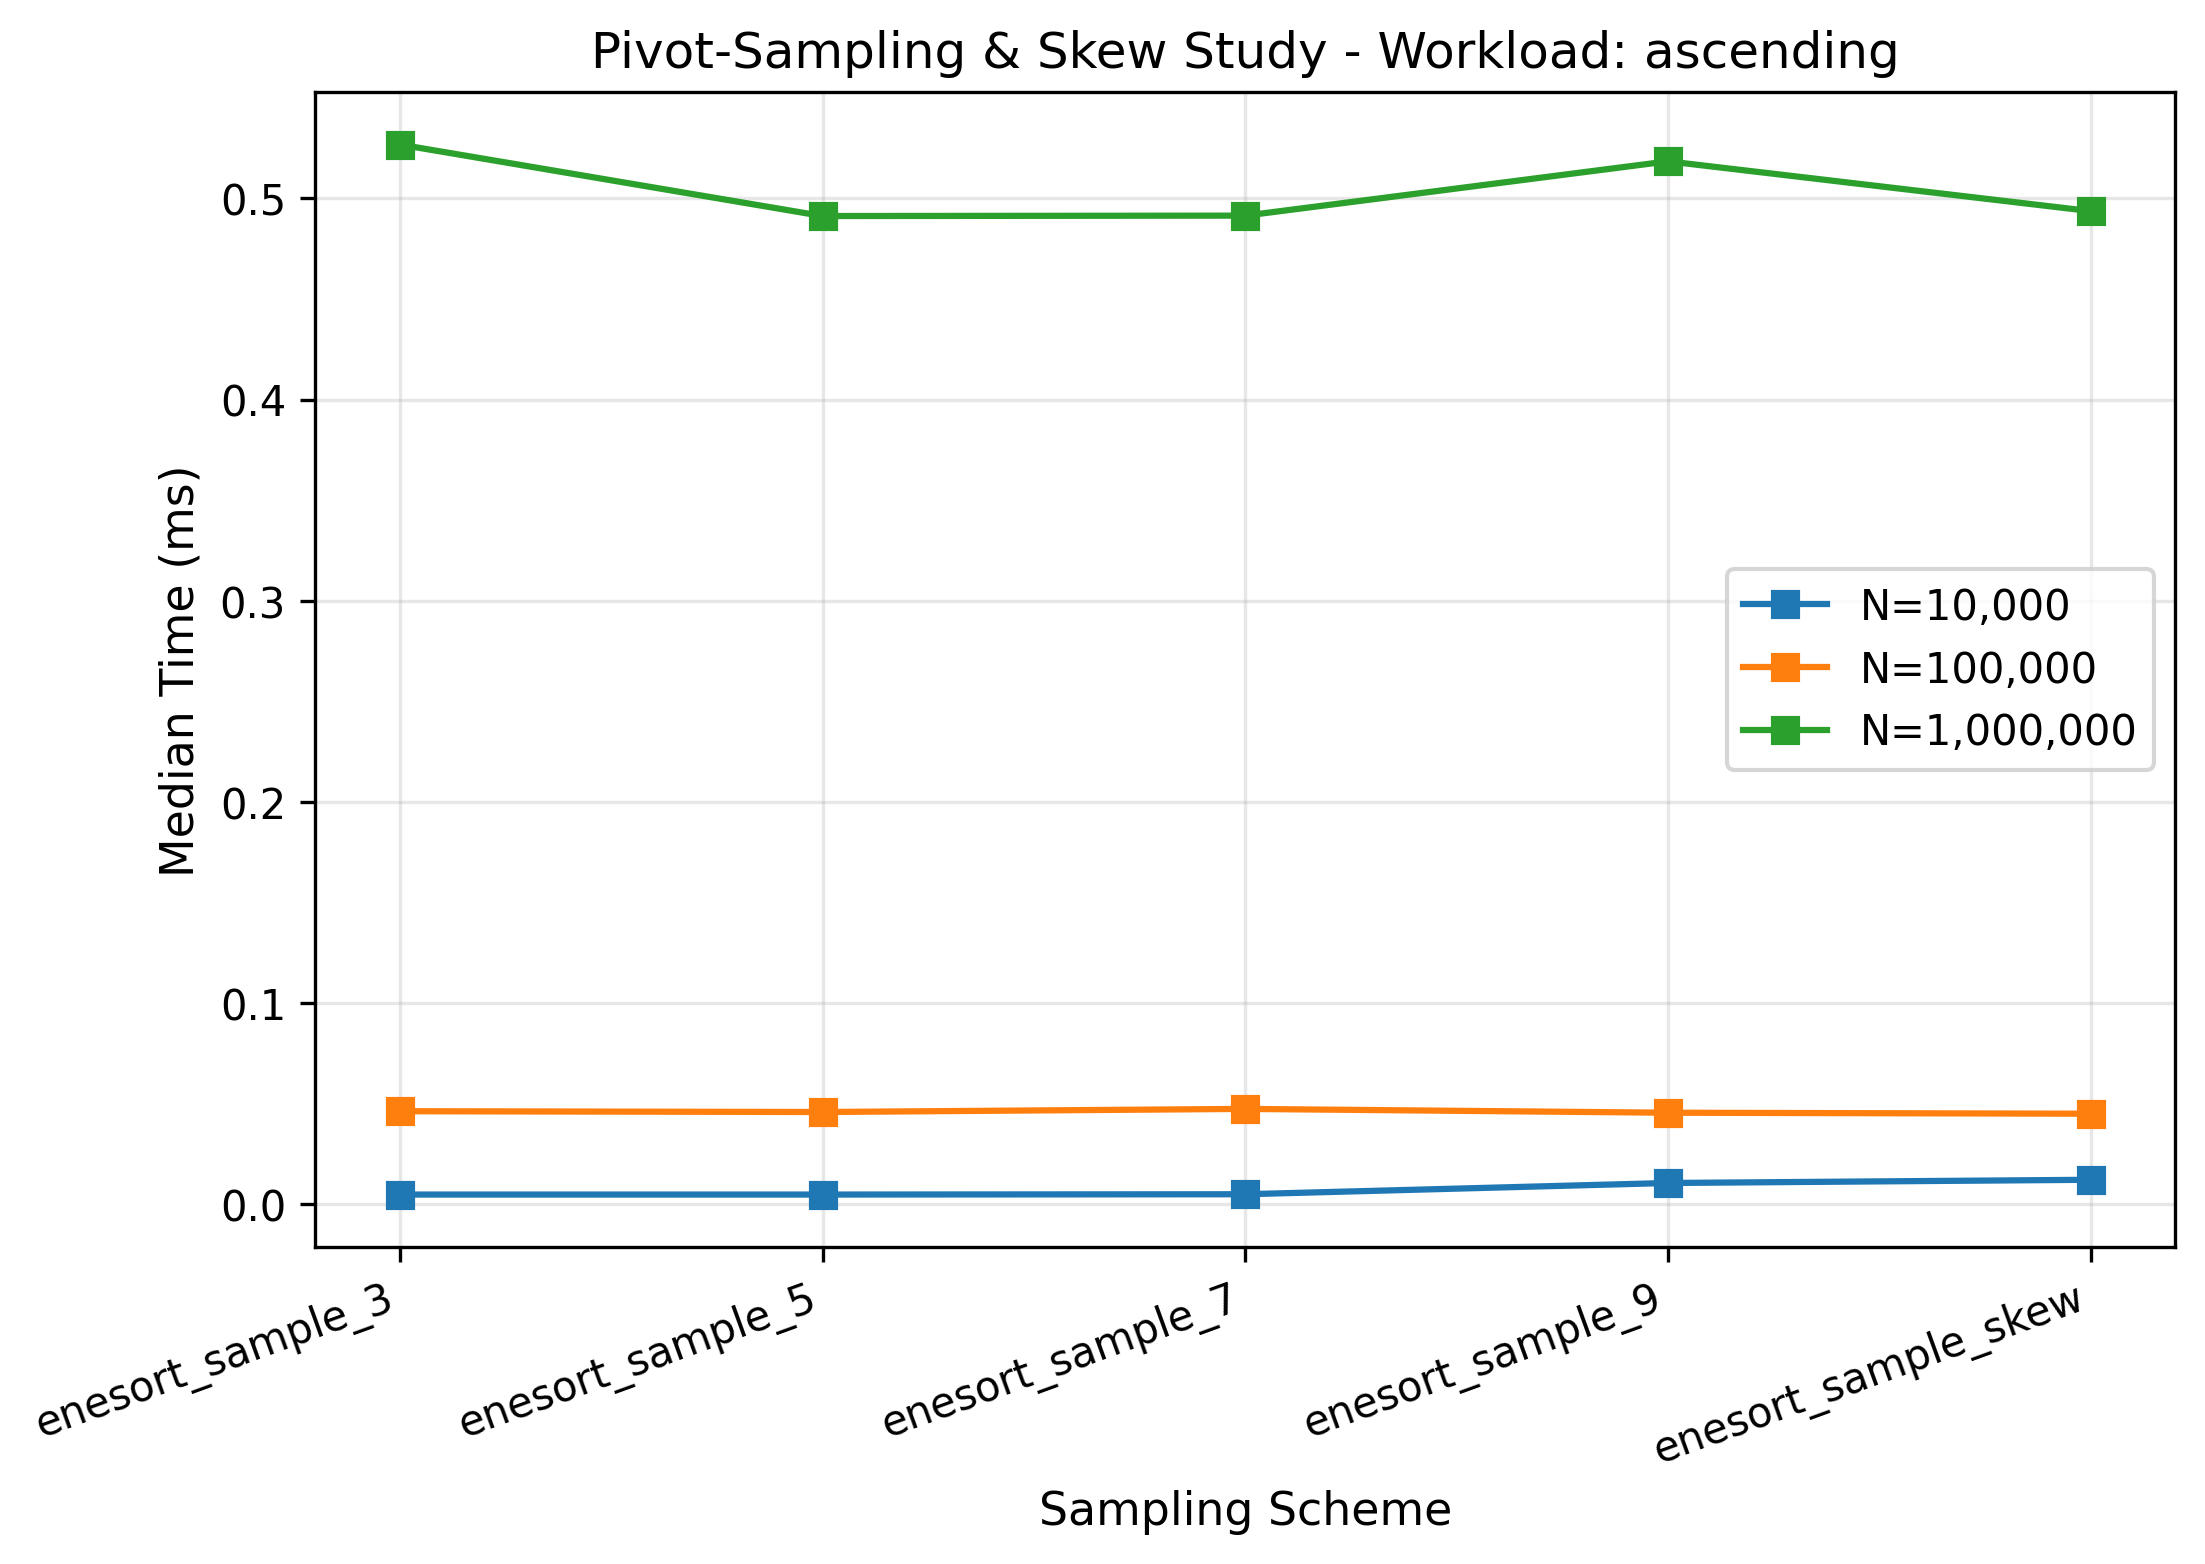 Pivot-Sampling & Skew Study - Workload: ascending
Median Time (ms)
0.5
0.4
0.3
0.2
0.1
0.0
N=10,000
N=100,000
N=1,000,000
enesort_sample_3
enesort_sample_5
enesort_sample_7
enesort_sample_9
enesort_sample_skew
Sampling Scheme